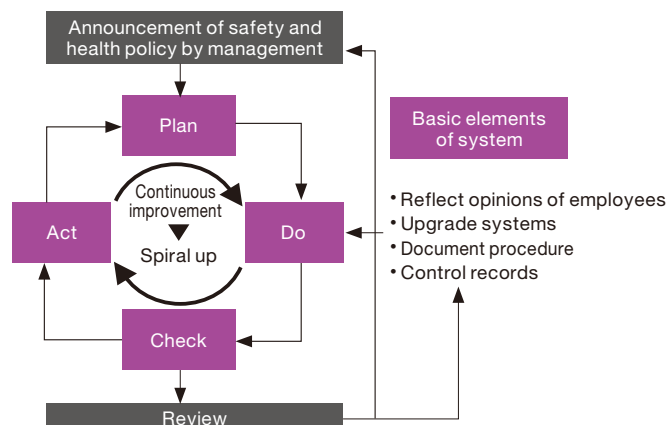 Announcement of safety and
health policy by management
Plan
Basic elements
of system
Continuous
improvement
Spiral up
Act
Do
• Reflect opinions of employees
• Upgrade systems
• Document procedure
• Control records
Check
Review